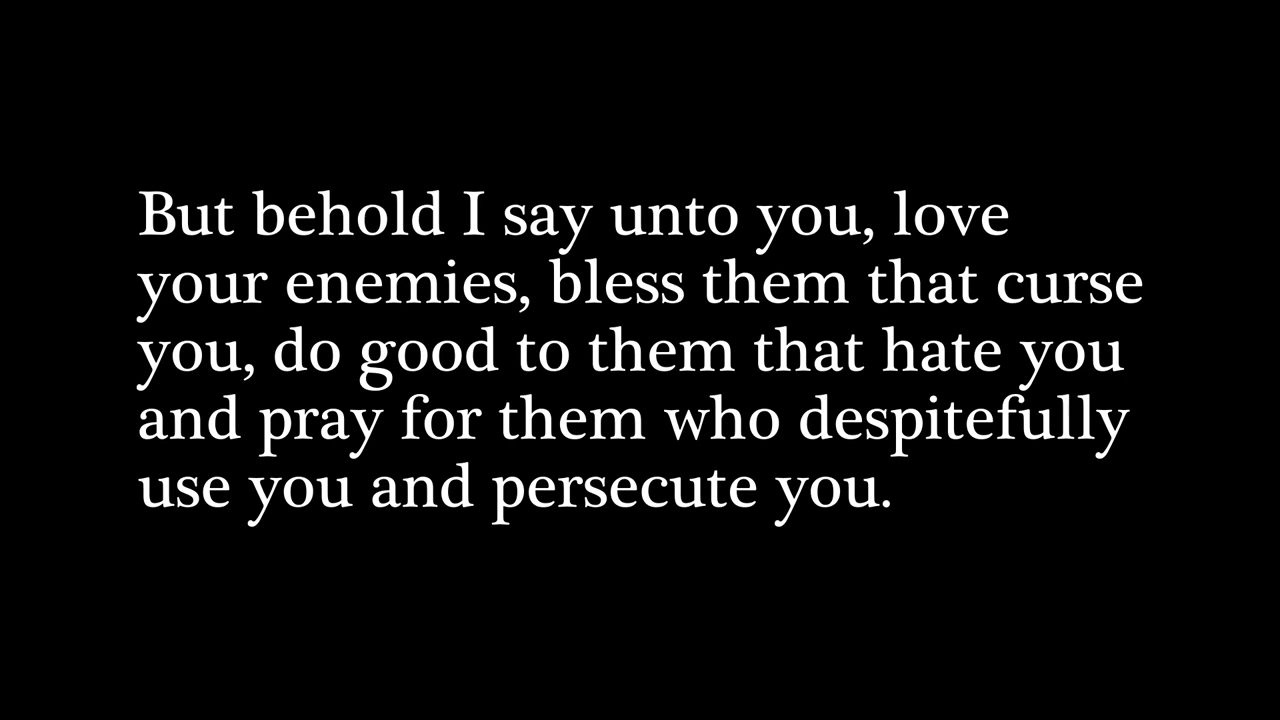 But behold I say unto you, love
your enemies, bless them that curse
you, do good to them that hate you
and pray for them who despitefully
use you and persecute you.